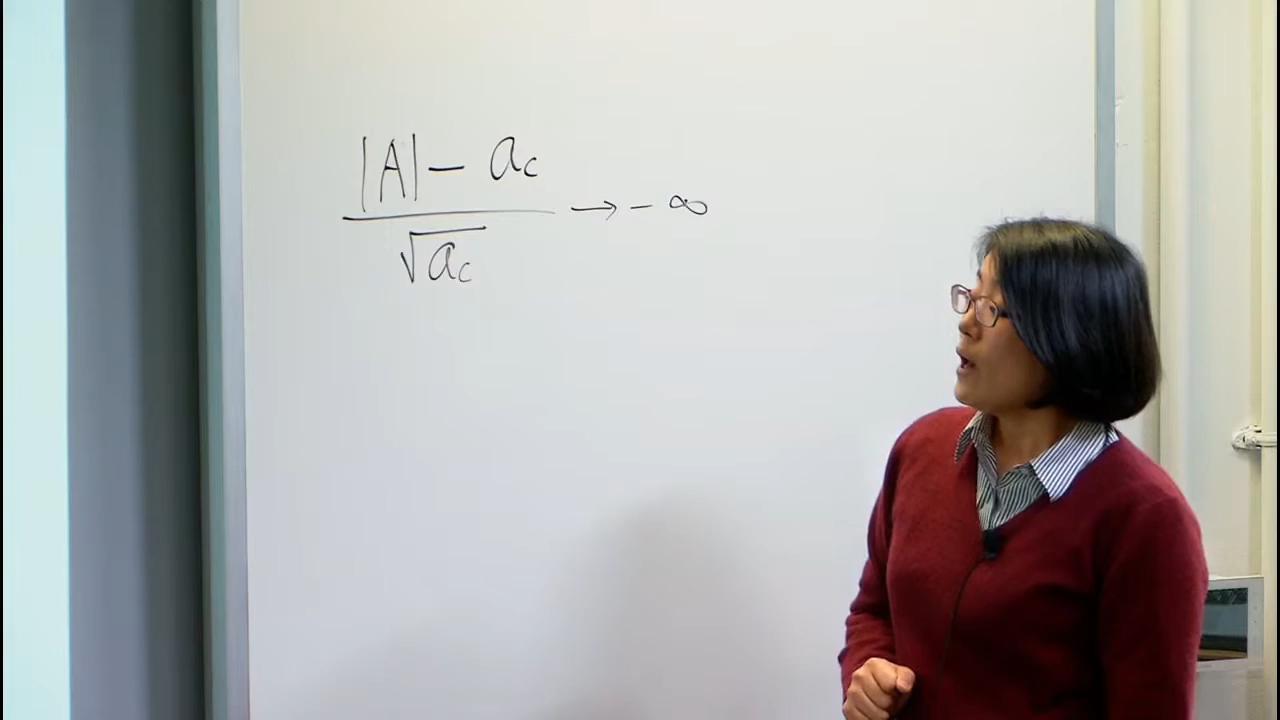 |A| − a_c
→ − ∞
√a_c